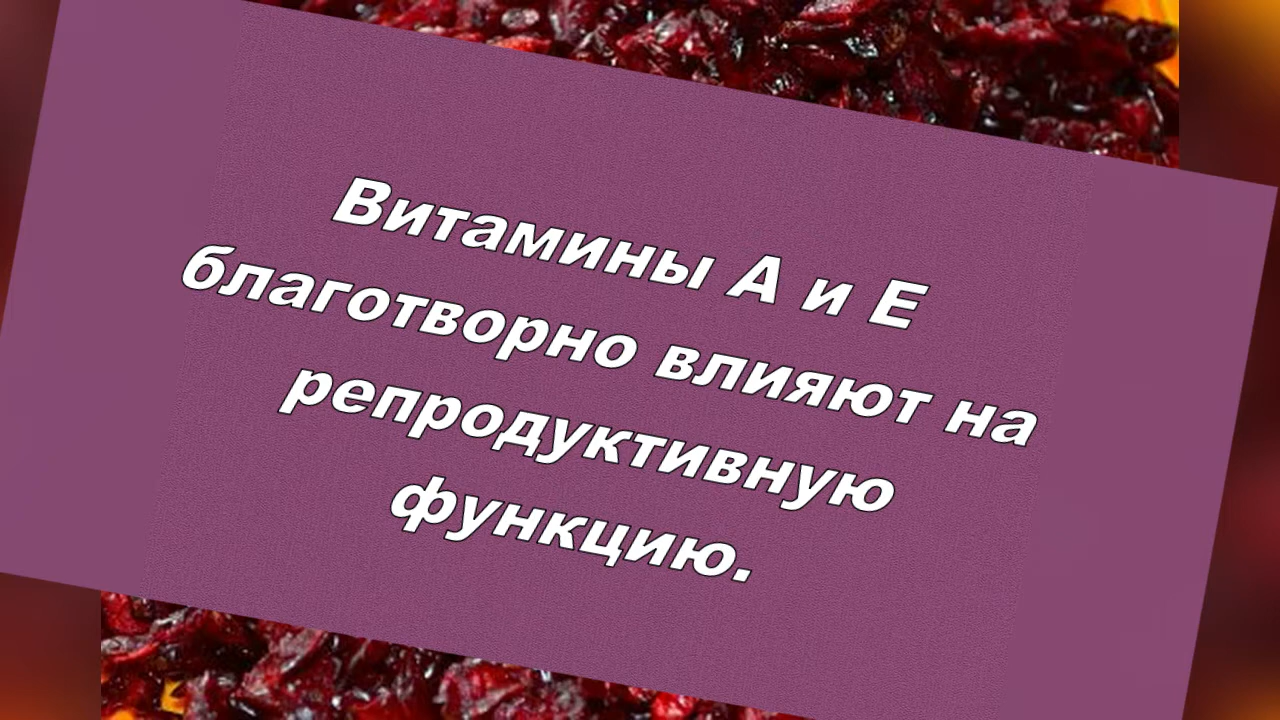 Витамины А и Е
благотворно влияют на
репродуктивную
функцию.